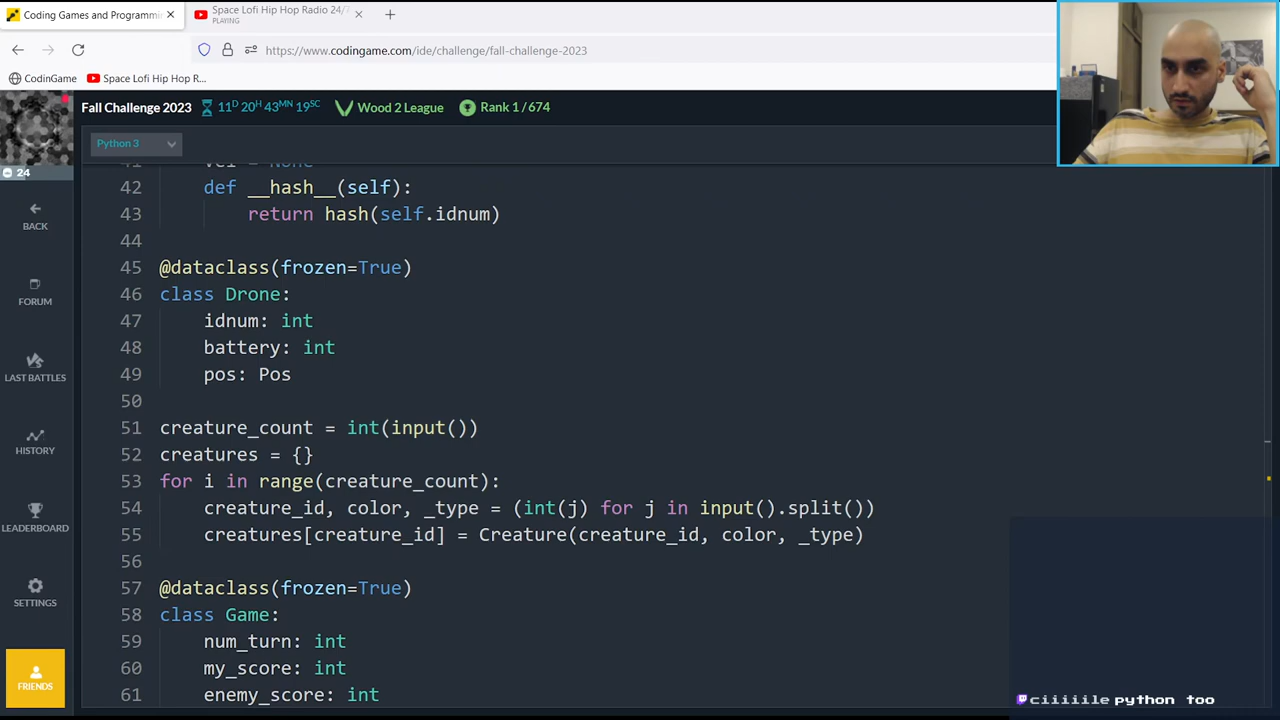 Coding Games and Programmin
Space Lofi Hip Hop Radio 24/7
PLAYING
https://www.codingame.com/ide/challenge/fall-challenge-2023
CodinGame
Space Lofi Hip Hop R...
Fall Challenge 2023
11D 20H 43MN 19SC
Wood 2 League
Rank 1 / 674
Python 3
24
BACK
FORUM
LAST BATTLES
HISTORY
LEADERBOARD
SETTINGS
FRIENDS
41 vel = None
42 def __hash__(self):
43 return hash(self.idnum)
44
45 @dataclass(frozen=True)
46 class Drone:
47 idnum: int
48 battery: int
49 pos: Pos
50
51 creature_count = int(input())
52 creatures = {}
53 for i in range(creature_count):
54 creature_id, color, _type = (int(j) for j in input().split())
55 creatures[creature_id] = Creature(creature_id, color, _type)
56
57 @dataclass(frozen=True)
58 class Game:
59 num_turn: int
60 my_score: int
61 enemy_score: int
ciiiiile python too